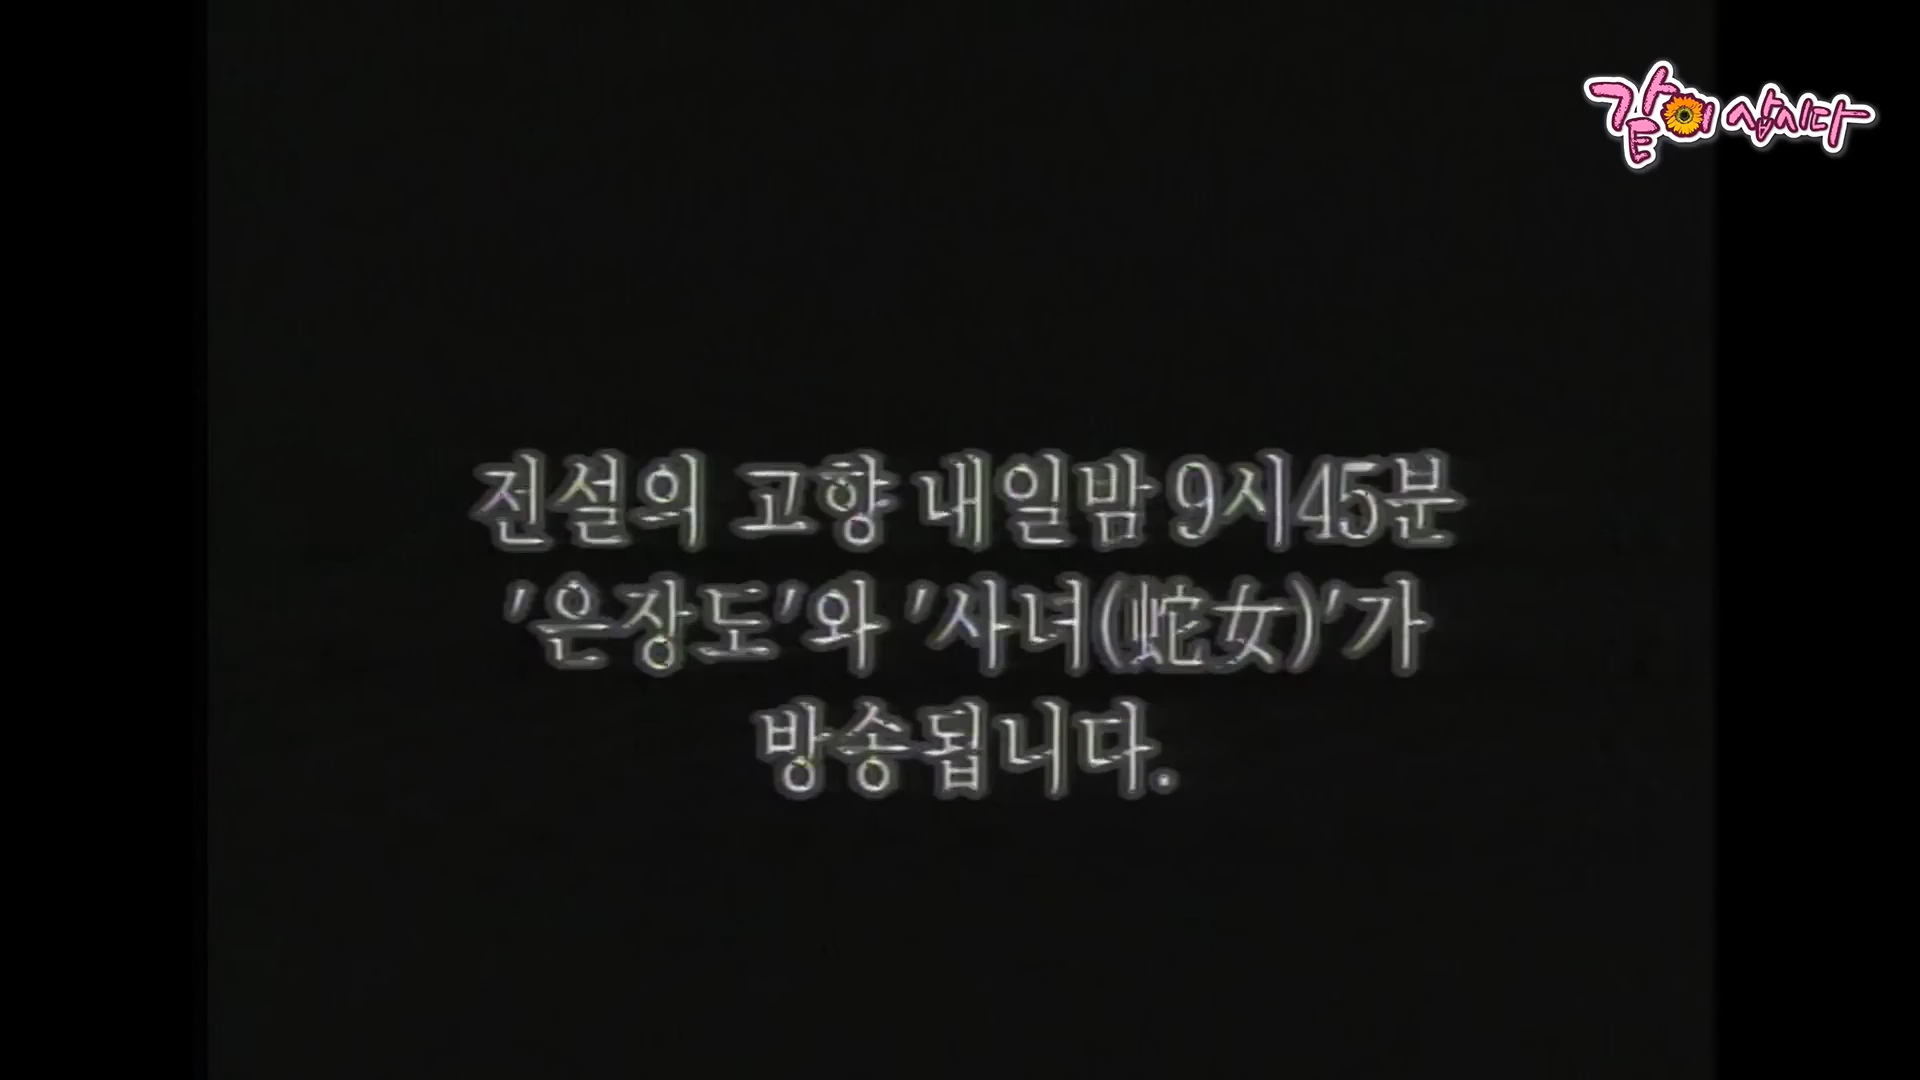 같이 삽시다
전설의 고향 내일밤 9시45분
'은장도'와 '사녀(蛇女)'가
방송됩니다.